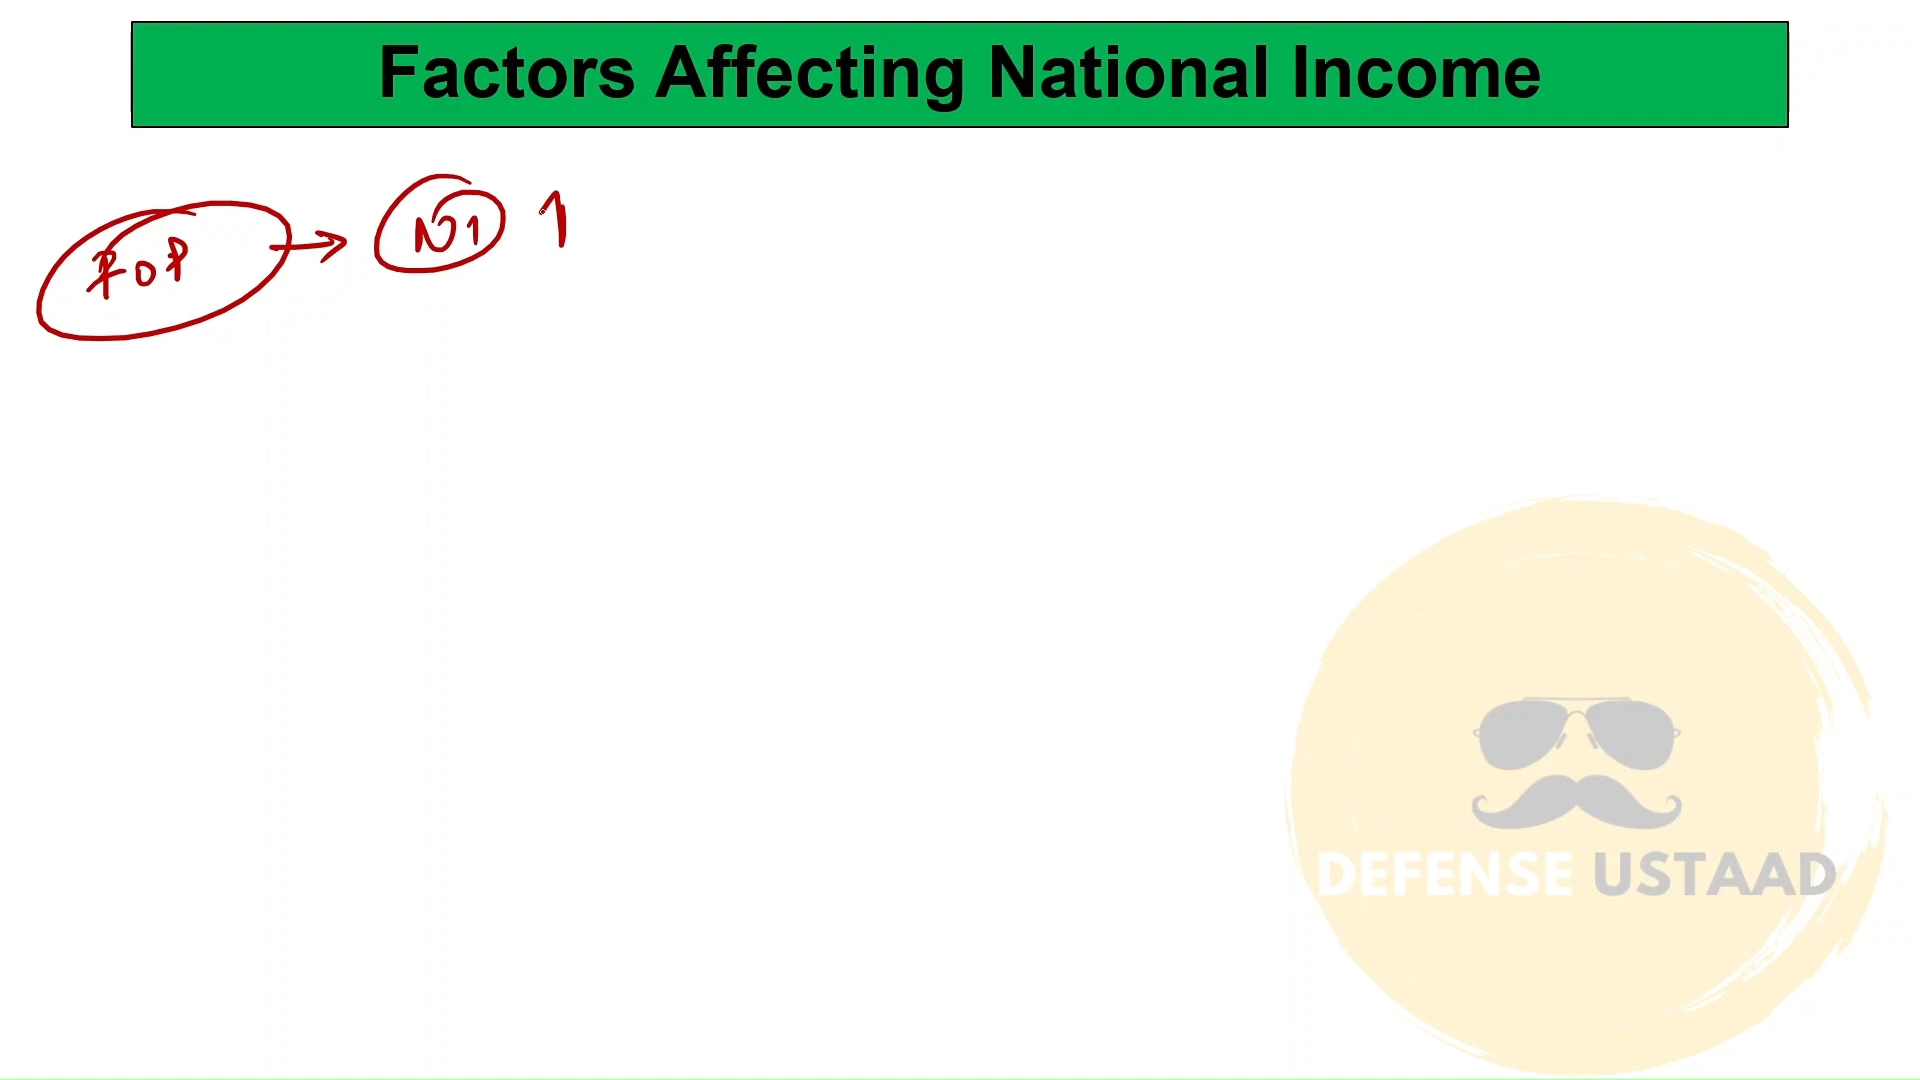 Factors Affecting National Income
FOP → NI ↑
DEFENSE USTAAD